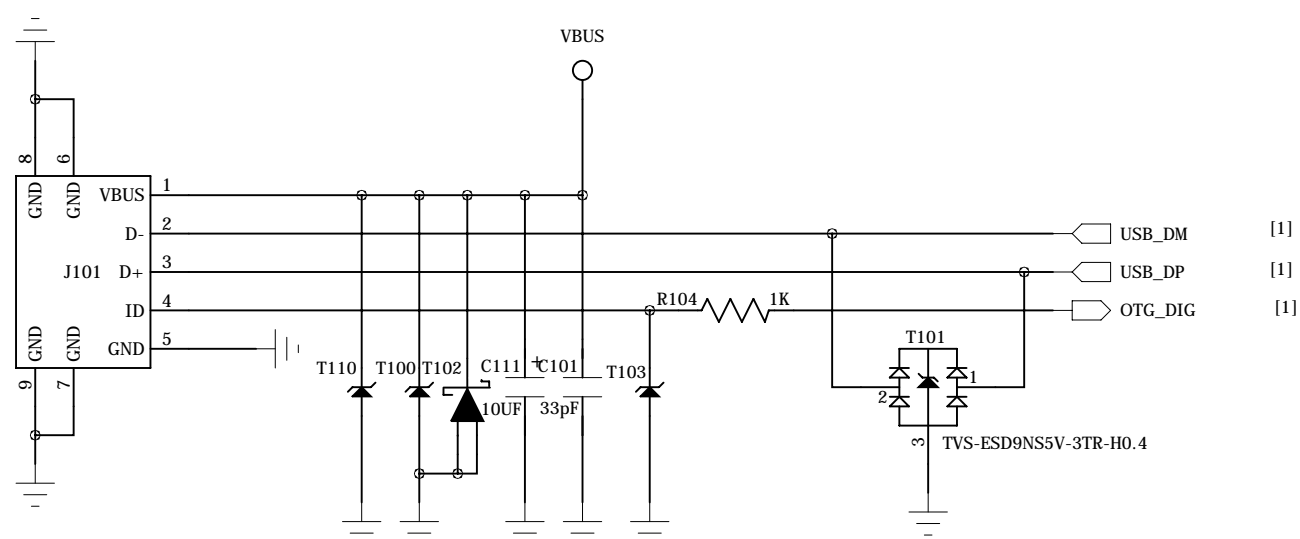 VBUS
8
6
GND
GND
VBUS
1
D-
2
USB_DM
[1]
J101
D+
3
USB_DP
[1]
ID
4
R104
1K
OTG_DIG
[1]
GND
GND
GND
5
T101
T110
T100
T102
C111
+
C101
T103
1
2
10UF
33pF
9
7
3
TVS-ESD9NS5V-3TR-H0.4